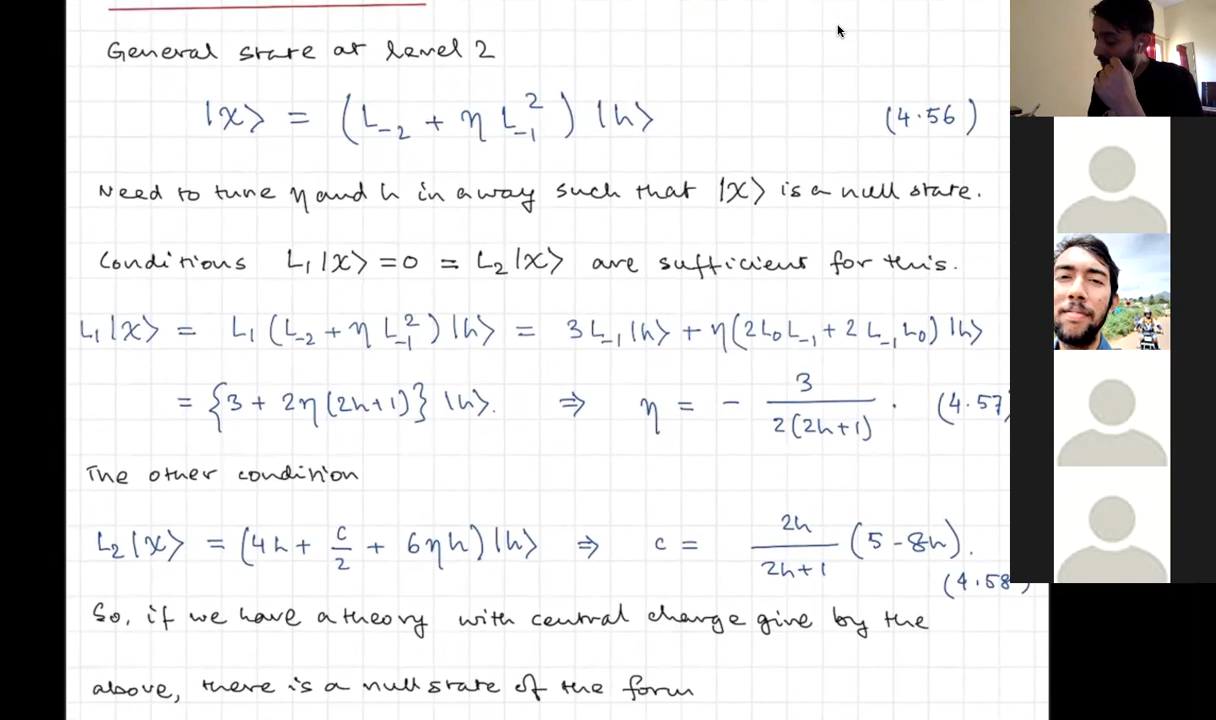 General state at level 2
|χ⟩ = (L₋₂ + η L₋₁²) |h⟩ (4.56)
Need to tune η and h in a way such that |χ⟩ is a null state.
Conditions L₁|χ⟩ = 0 = L₂|χ⟩ are sufficient for this.
L₁|χ⟩ = L₁(L₋₂ + η L₋₁²)|h⟩ = 3L₋₁|h⟩ + η(2L₀L₋₁ + 2L₋₁L₀)|h⟩
= {3 + 2η(2h+1)}|h⟩. ⇒ η = - 3 / 2(2h+1) . (4.57)
The other condition
L₂|χ⟩ = (4h + c/2 + 6ηh)|h⟩ ⇒ c = 2h / 2h+1 (5-8h).
(4.58)
So, if we have a theory with central charge give by the
above, there is a null state of the form